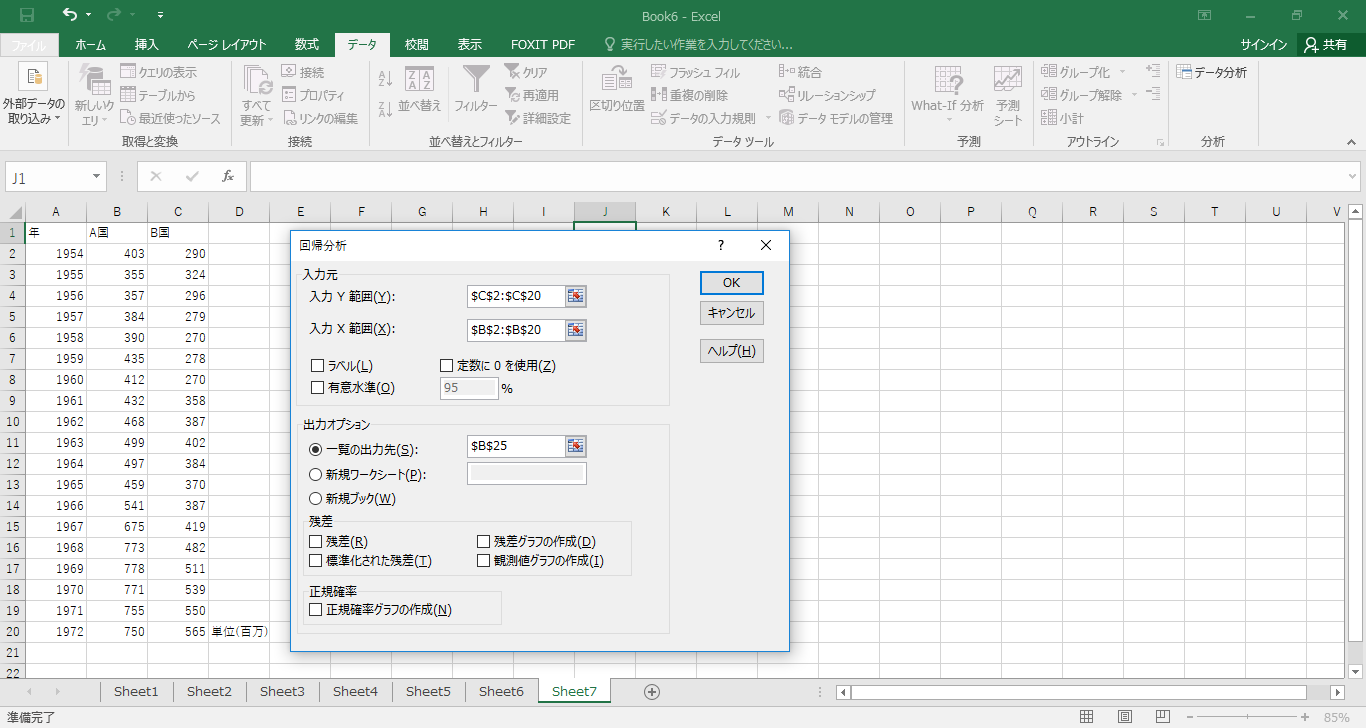 Book6 - Excel
ファイル ホーム 挿入 ページ レイアウト 数式 データ 校閲 表示 FOXIT PDF 実行したい作業を入力してください... サインイン 共有
外部データの
取り込み
新しいク
エリ
クエリの表示
テーブルから
最近使ったソース
取得と変換
すべて
更新
接続
プロパティ
リンクの編集
接続
並べ替え
フィルター
クリア
再適用
詳細設定
並べ替えとフィルター
区切り位置
フラッシュ フィル
重複の削除
データの入力規則
統合
リレーションシップ
データ モデルの管理
データ ツール
What-If 分析
予測
シート
予測
グループ化
グループ解除
小計
アウトライン
データ分析
分析
J1
fx
A B C D E F G H I J K L M N O P Q R S T U V
1 年 A国 B国
2 1954 403 290
3 1955 355 324
4 1956 357 296
5 1957 384 279
6 1958 390 270
7 1959 435 278
8 1960 412 270
9 1961 432 358
10 1962 468 387
11 1963 499 402
12 1964 497 384
13 1965 459 370
14 1966 541 387
15 1967 675 419
16 1968 773 482
17 1969 778 511
18 1970 771 539
19 1971 755 550
20 1972 750 565 単位(百万)
21
22
回帰分析 ?
入力元
入力 Y 範囲(Y): $C$2:$C$20
入力 X 範囲(X): $B$2:$B$20
ラベル(L) 定数に 0 を使用(Z)
有意水準(O) 95 %
出力オプション
一覧の出力先(S): $B$25
新規ワークシート(P):
新規ブック(W)
残差
残差(R) 残差グラフの作成(D)
標準化された残差(T) 観測値グラフの作成(I)
正規確率
正規確率グラフの作成(N)
OK
キャンセル
ヘルプ(H)
Sheet1 Sheet2 Sheet3 Sheet4 Sheet5 Sheet6 Sheet7
準備完了 85%